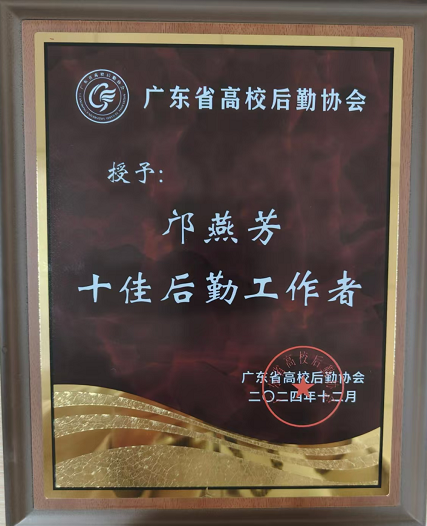 广东省高校后勤协会
授予:
邝燕芳
十佳后勤工作者
广东省高校后勤协会
二〇二四年十二月